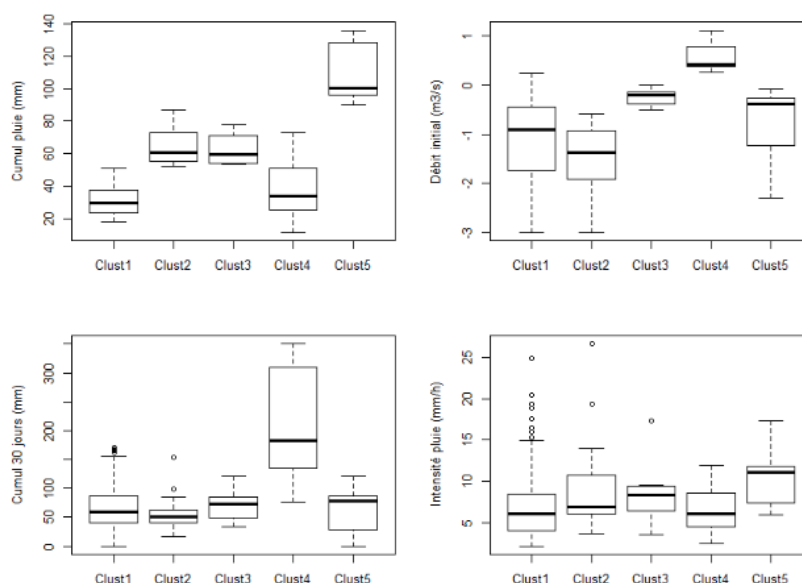 Cumul pluie (mm)
140
120
100
80
60
40
20
Clust1 Clust2 Clust3 Clust4 Clust5
Débit initial (m3/s)
1
0
-1
-2
-3
Clust1 Clust2 Clust3 Clust4 Clust5
Cumul 30 jours (mm)
300
200
100
50
0
Clust1 Clust2 Clust3 Clust4 Clust5
Intensité pluie (mm/h)
25
20
15
10
5
Clust1 Clust2 Clust3 Clust4 Clust5